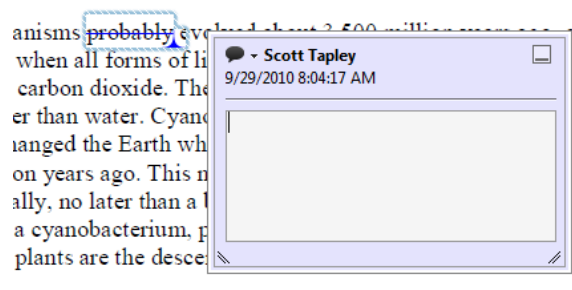 anisms probably evolved about 3,500 million years ago
when all forms of li
carbon dioxide. The
er than water. Cyano
hanged the Earth wh
on years ago. This
ally, no later than a
a cyanobacterium, p
plants are the desce
Scott Tapley
9/29/2010 8:04:17 AM